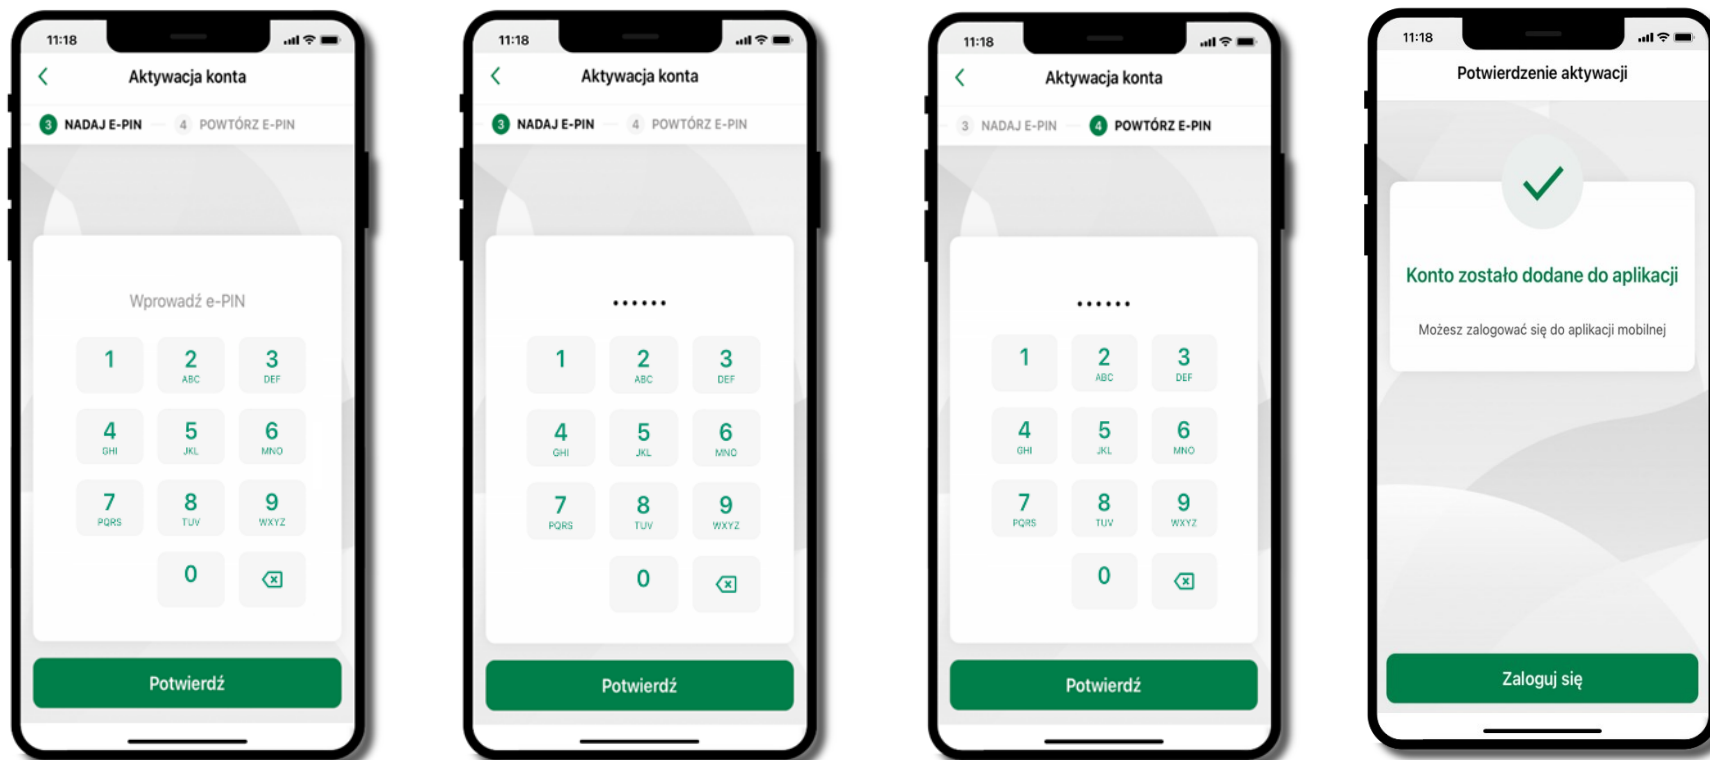 11:18
Aktywacja konta
3 NADAJ E-PIN 4 POWTÓRZ E-PIN
Wprowadź e-PIN
1 2 3
ABC DEF
4 5 6
GHI JKL MNO
7 8 9
PQRS TUV WXYZ
0
Potwierdź
11:18
Aktywacja konta
3 NADAJ E-PIN 4 POWTÓRZ E-PIN
••••••
1 2 3
ABC DEF
4 5 6
GHI JKL MNO
7 8 9
PQRS TUV WXYZ
0
Potwierdź
11:18
Aktywacja konta
3 NADAJ E-PIN 4 POWTÓRZ E-PIN
••••••
1 2 3
ABC DEF
4 5 6
GHI JKL MNO
7 8 9
PQRS TUV WXYZ
0
Potwierdź
11:18
Potwierdzenie aktywacji
Konto zostało dodane do aplikacji
Możesz zalogować się do aplikacji mobilnej
Zaloguj się